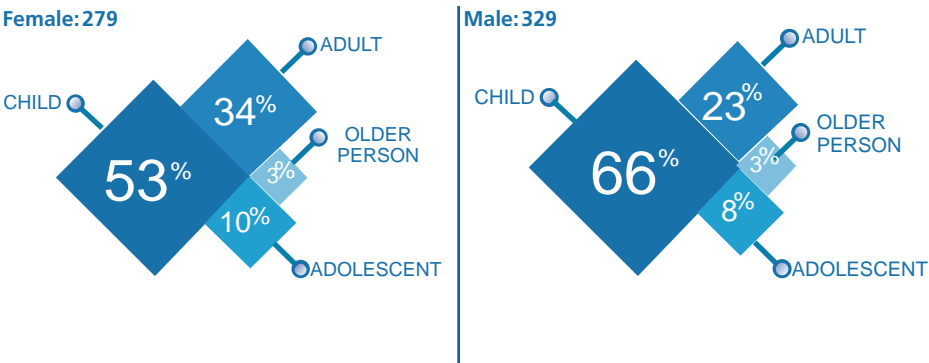 Female: 279
ADULT
34%
CHILD
OLDER
PERSON
53%
3%
10%
ADOLESCENT
Male: 329
ADULT
CHILD
23%
OLDER
PERSON
66%
3%
8%
ADOLESCENT